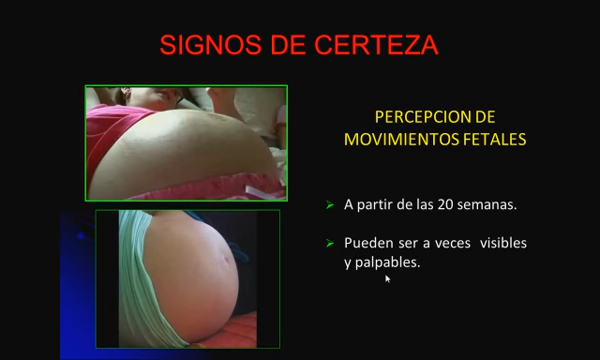 SIGNOS DE CERTEZA
PERCEPCION DE
MOVIMIENTOS FETALES
A partir de las 20 semanas.
Pueden ser a veces visibles
y palpables.